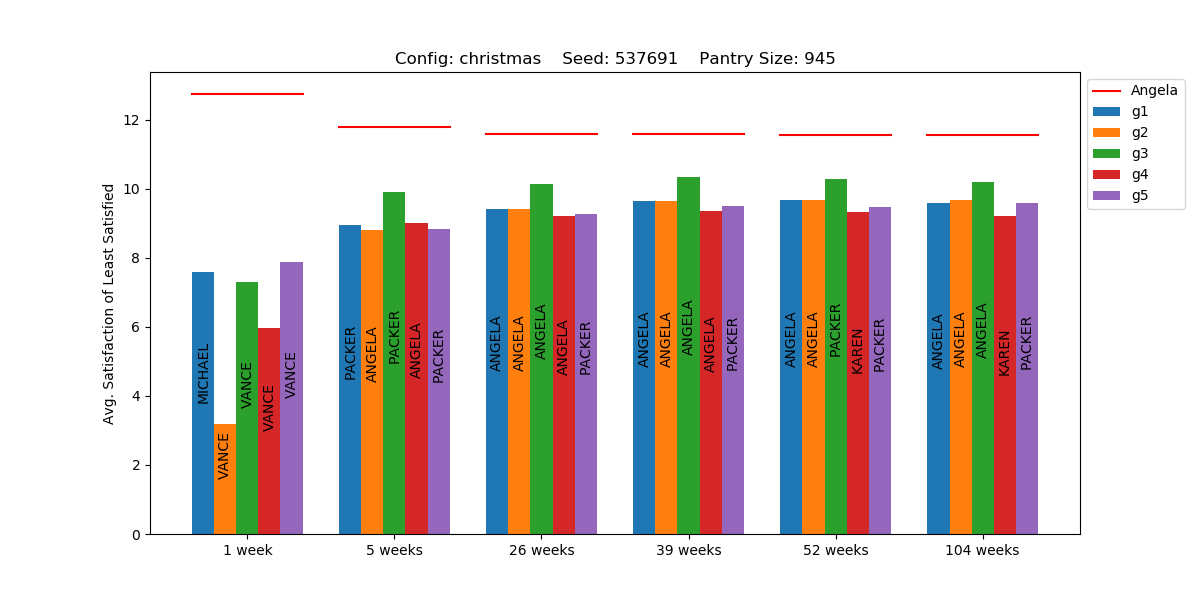 Config: christmas    Seed: 537691    Pantry Size: 945
Avg. Satisfaction of Least Satisfied
12
10
8
6
4
2
0
MICHAEL
VANCE
VANCE
VANCE
VANCE
PACKER
ANGELA
PACKER
ANGELA
PACKER
ANGELA
ANGELA
ANGELA
ANGELA
PACKER
ANGELA
ANGELA
ANGELA
ANGELA
PACKER
ANGELA
ANGELA
PACKER
KAREN
PACKER
ANGELA
ANGELA
ANGELA
KAREN
PACKER
1 week
5 weeks
26 weeks
39 weeks
52 weeks
104 weeks
Angela
g1
g2
g3
g4
g5